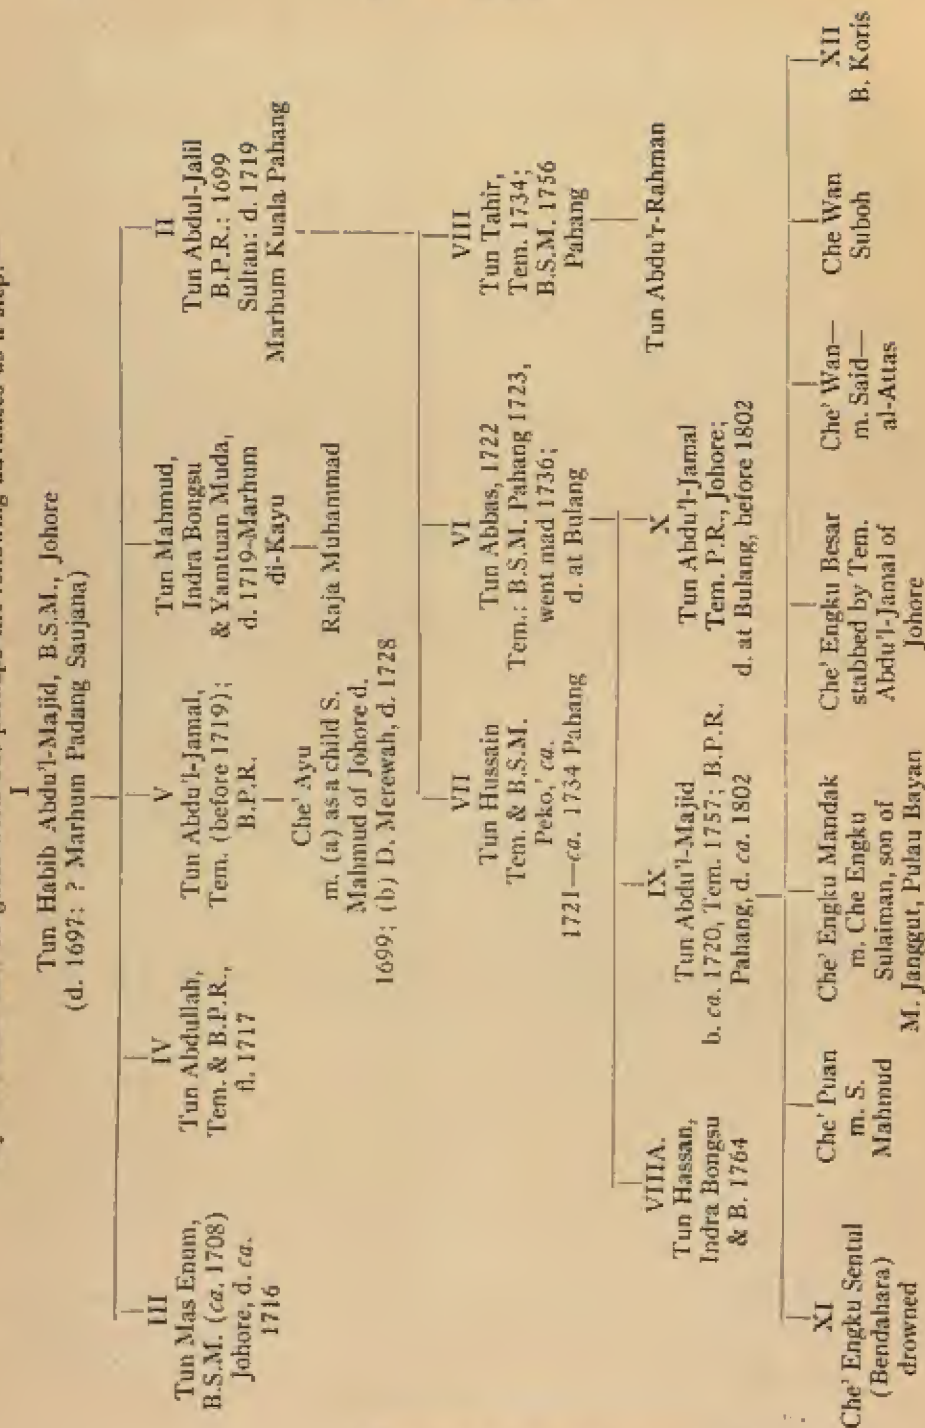 I
Tun Habib Abdu'l-Majid, B.S.M., Johore
(d. 1697: ? Marhum Padang Saujana)
III
Tun Mas Enum,
B.S.M. (ca. 1708)
Johore, d. ca.
1716
IV
Tun Abdullah,
Tem. & B.P.R.,
fl. 1717
V
Tun Abdu'l-Jamal,
Tem. (before 1719);
B.P.R.
Che' Ayu
m. (a) as a child S.
Mahmud of Johore d.
1699; (b) D. Merewah, d. 1728
Tun Mahmud,
Indra Bongsu
& Yamtuan Muda,
d. 1719-Marhum
di-Kayu
Raja Muhammad
II
Tun Abdul-Jalil
B.P.R.: 1699
Sultan: d. 1719
Marhum Kuala Pahang
VII
Tun Hussain
Tem. & B.S.M.
Peko,' ca.
1721—ca. 1734 Pahang
VI
Tun Abbas, 1722
Tem.: B.S.M. Pahang 1723,
went mad 1736;
d. at Bulang
VIII
Tun Tahir,
Tem. 1734;
B.S.M. 1756
Pahang
Tun Abdu'r-Rahman
VIIIA.
Tun Hassan,
Indra Bongsu
& B. 1764
IX
Tun Abdu'l-Majid
b. ca. 1720, Tem. 1757; B.P.R.
Pahang, d. ca. 1802
X
Tun Abdu'l-Jamal
Tem. P.R., Johore;
d. at Bulang, before 1802
XI
Che' Engku Sentul
(Bendahara)
drowned
Che' Puan
m. S.
Mahmud
Che' Engku Mandak
m. Che Engku
Sulaiman, son of
M. Janggut, Pulau Bayan
Che' Engku Besar
stabbed by Tem.
Abdu'l-Jamal of
Johore
Che' Wan—
m. Said—
al-Attas
Che Wan
Suboh
XII
B. Koris